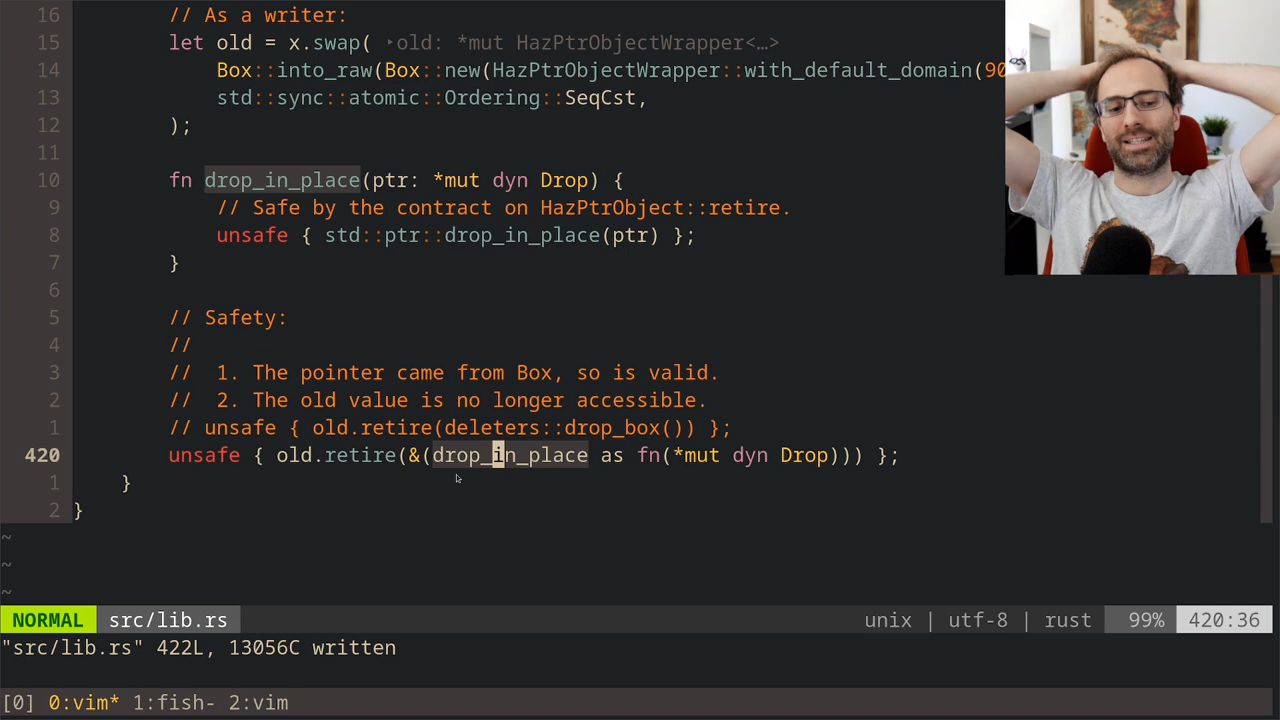 16 // As a writer:
15 let old = x.swap( ‣old: *mut HazPtrObjectWrapper<…>
14 Box::into_raw(Box::new(HazPtrObjectWrapper::with_default_domain(90
13 std::sync::atomic::Ordering::SeqCst,
12 );
11
10 fn drop_in_place(ptr: *mut dyn Drop) {
9 // Safe by the contract on HazPtrObject::retire.
8 unsafe { std::ptr::drop_in_place(ptr) };
7 }
6
5 // Safety:
4 //
3 //  1. The pointer came from Box, so is valid.
2 //  2. The old value is no longer accessible.
1 // unsafe { old.retire(deleters::drop_box()) };
420 unsafe { old.retire(&(drop_in_place as fn(*mut dyn Drop))) };
1 }
2 }
~
~
~
NORMAL src/lib.rs unix | utf-8 | rust 99% 420:36
"src/lib.rs" 422L, 13056C written
[0] 0:vim* 1:fish- 2:vim